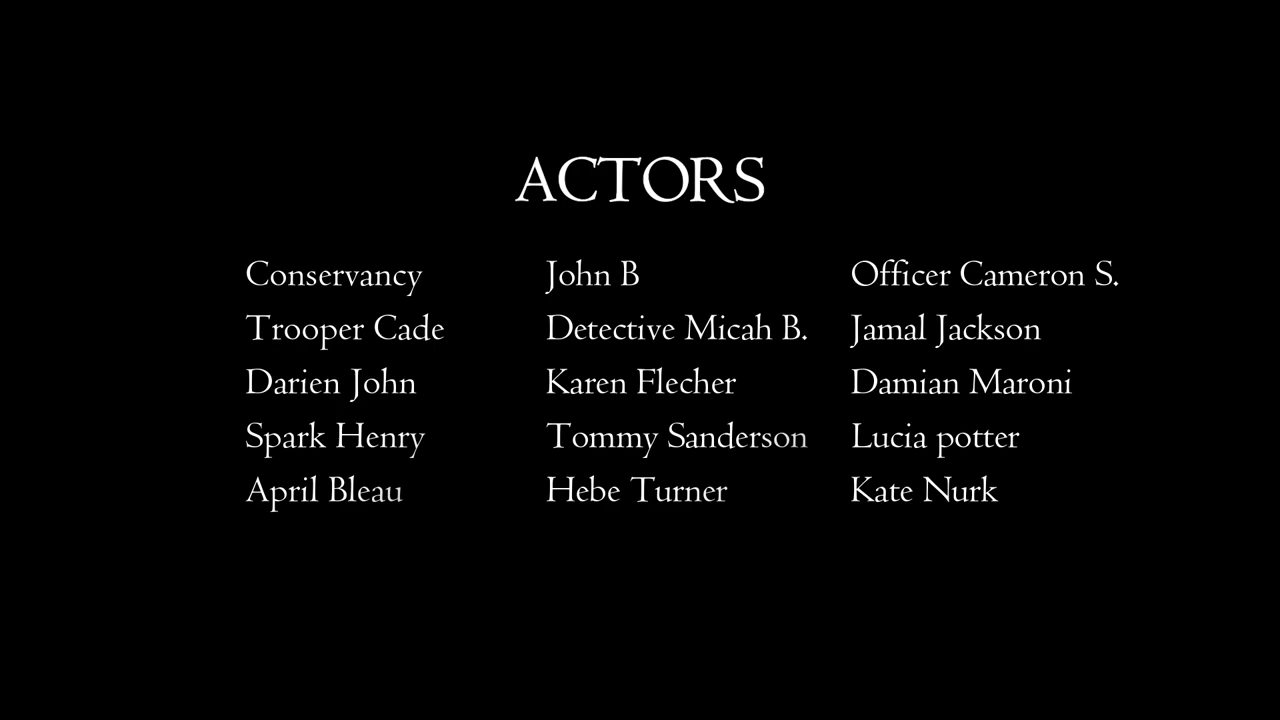 ACTORS
Conservancy John B Officer Cameron S.
Trooper Cade Detective Micah B. Jamal Jackson
Darien John Karen Flecher Damian Maroni
Spark Henry Tommy Sanderson Lucia potter
April Bleau Hebe Turner Kate Nurk